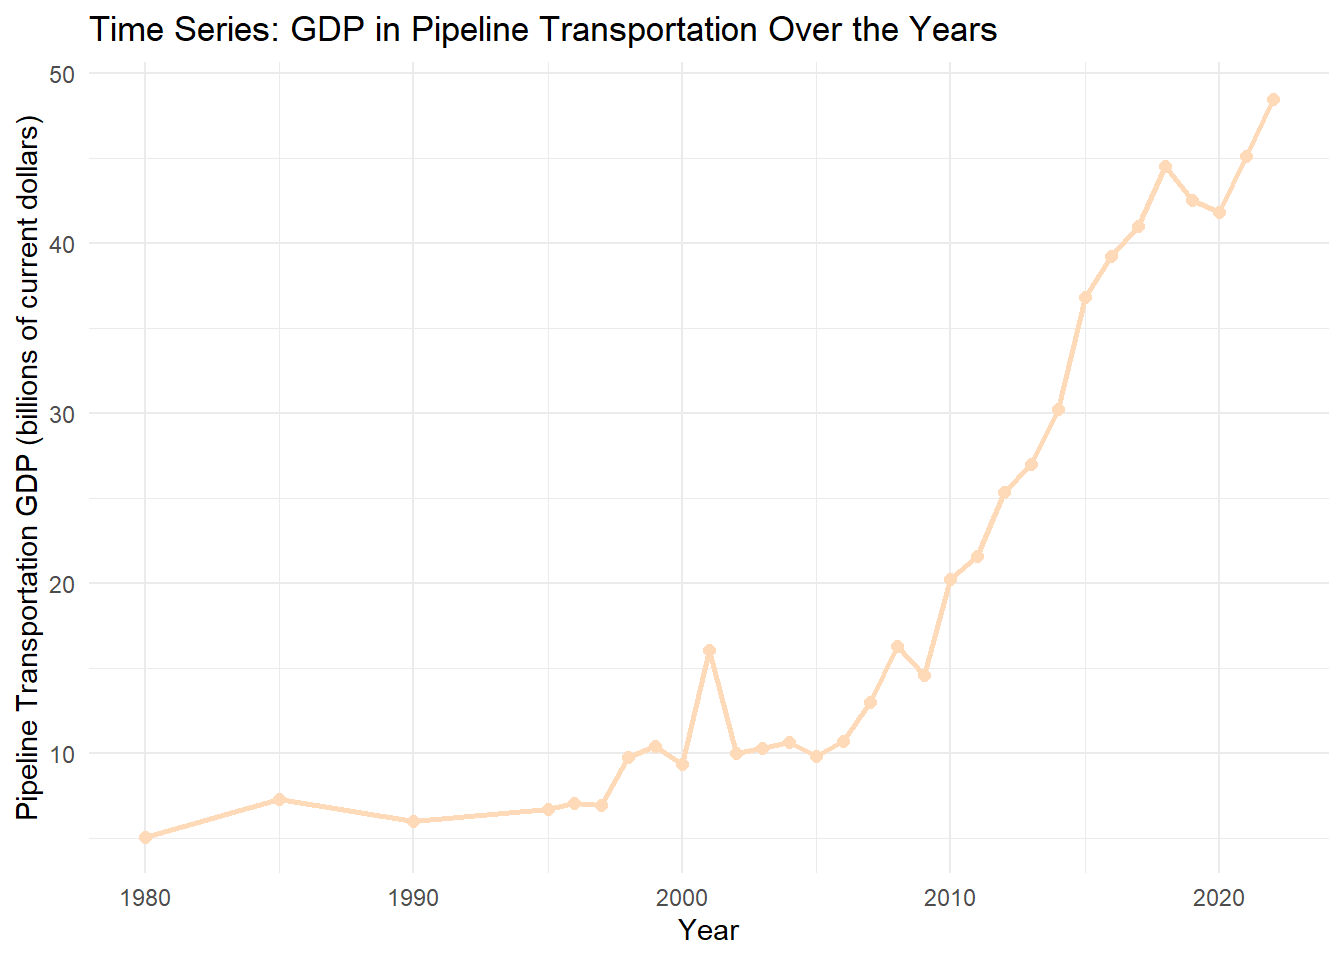 Time Series: GDP in Pipeline Transportation Over the Years
Pipeline Transportation GDP (billions of current dollars)
50
40
30
20
10
1980 1990 2000 2010 2020
Year